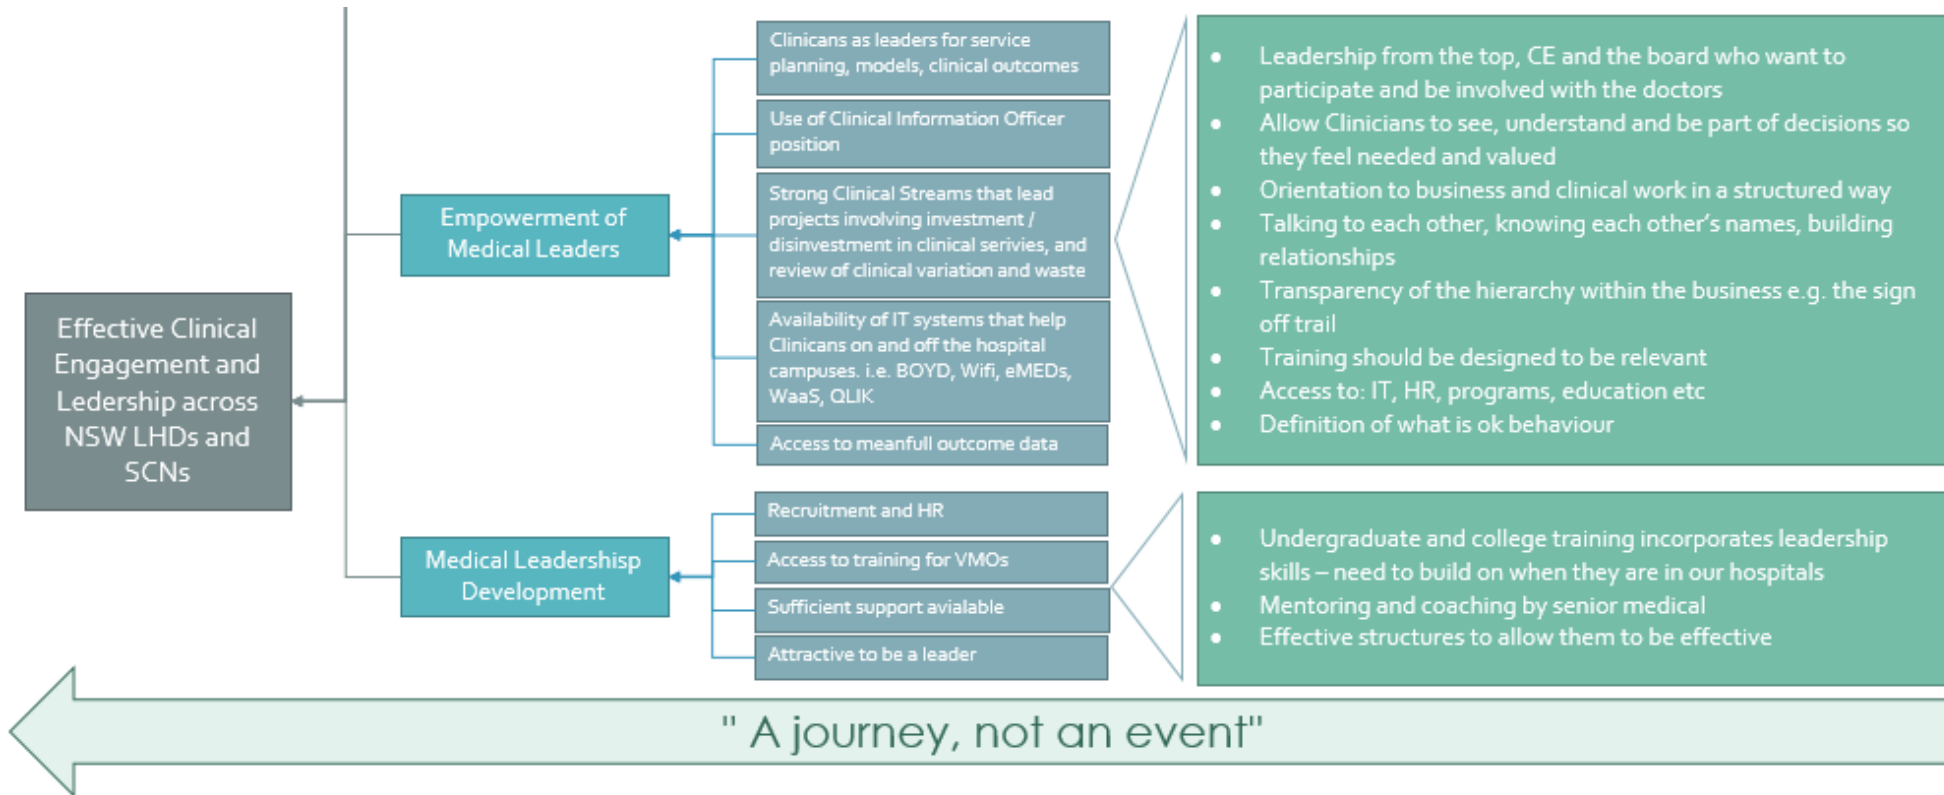 Effective Clinical
Engagement and
Ledership across
NSW LHDs and
SCNs
Empowerment of
Medical Leaders
Clinicans as leaders for service
planning, models, clinical outcomes
Use of Clinical Information Officer
position
Strong Clinical Streams that lead
projects involving investment /
disinvestment in clinical serivies, and
review of clinical variation and waste
Availability of IT systems that help
Clinicans on and off the hospital
campuses. i.e. BOYD, Wifi, eMEDs,
WaaS, QLIK
Access to meanfull outcome data
• Leadership from the top, CE and the board who want to
participate and be involved with the doctors
• Allow Clinicians to see, understand and be part of decisions so
they feel needed and valued
• Orientation to business and clinical work in a structured way
• Talking to each other, knowing each other's names, building
relationships
• Transparency of the hierarchy within the business e.g. the sign
off trail
• Training should be designed to be relevant
• Access to: IT, HR, programs, education etc
• Definition of what is ok behaviour
Medical Leadershisp
Development
Recruitment and HR
Access to training for VMOs
Sufficient support avialable
Attractive to be a leader
• Undergraduate and college training incorporates leadership
skills – need to build on when they are in our hospitals
• Mentoring and coaching by senior medical
• Effective structures to allow them to be effective
" A journey, not an event"